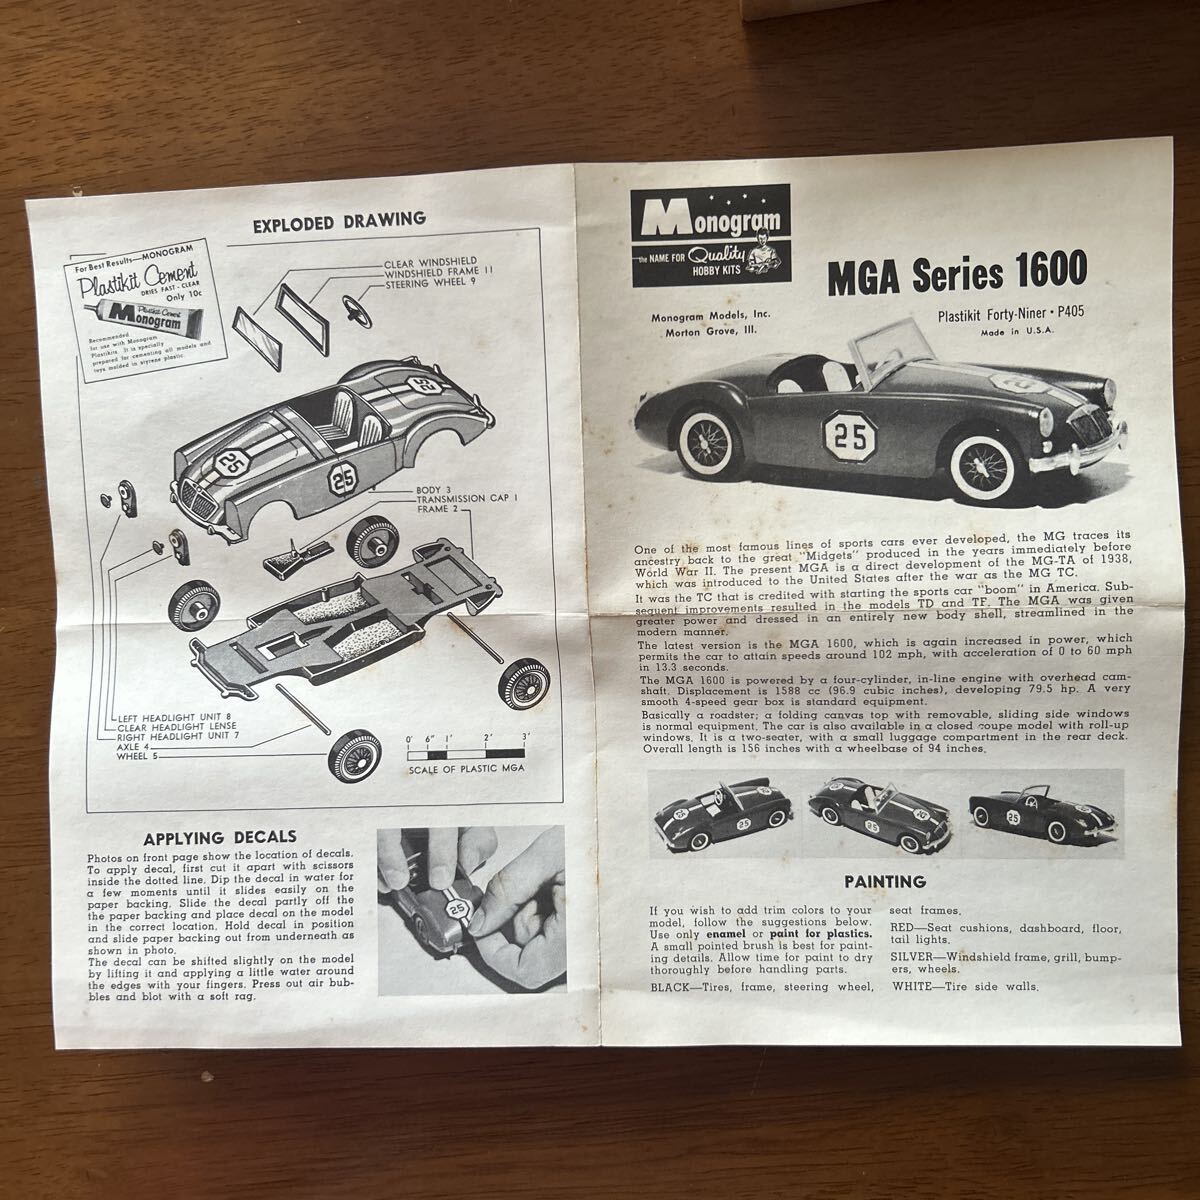 EXPLODED DRAWING
For Best Results—MONOGRAM
Plastikit Cement
DRIES FAST - CLEAR
Only 10c
Plastic Cement
Monogram
Recommended
for use with Monogram
Plastikits. It is specially
prepared for cementing all models and
toys molded in styrene plastic.
CLEAR WINDSHIELD
WINDSHIELD FRAME 11
STEERING WHEEL 9
25
25
25
BODY 3
TRANSMISSION CAP 1
FRAME 2
LEFT HEADLIGHT UNIT 8
CLEAR HEADLIGHT LENSE
RIGHT HEADLIGHT UNIT 7
AXLE 4
WHEEL 5
0' 6" 1' 2' 3'
SCALE OF PLASTIC MGA
APPLYING DECALS
Photos on front page show the location of decals.
To apply decal, first cut it apart with scissors
inside the dotted line. Dip the decal in water for
a few moments until it slides easily on the
paper backing. Slide the decal partly off the
the paper backing and place decal on the model
in the correct location. Hold decal in position
and slide paper backing out from underneath as
shown in photo.
The decal can be shifted slightly on the model
by lifting it and applying a little water around
the edges with your fingers. Press out air bub-
bles and blot with a soft rag.
25
Monogram
the NAME FOR Quality
HOBBY KITS
Monogram Models, Inc.
Morton Grove, Ill.
MGA Series 1600
Plastikit Forty-Niner • P405
Made in U.S.A.
25
25
One of the most famous lines of sports cars ever developed, the MG traces its
ancestry back to the great "Midgets" produced in the years immediately before
World War II. The present MGA is a direct development of the MG-TA of 1938,
which was introduced to the United States after the war as the MG TC.
It was the TC that is credited with starting the sports car "boom" in America. Sub-
sequent improvements resulted in the models TD and TF. The MGA was given
greater power and dressed in an entirely new body shell, streamlined in the
modern manner.
The latest version is the MGA 1600, which is again increased in power, which
permits the car to attain speeds around 102 mph, with acceleration of 0 to 60 mph
in 13.3 seconds.
The MGA 1600 is powered by a four-cylinder, in-line engine with overhead cam-
shaft. Displacement is 1588 cc (96.9 cubic inches), developing 79.5 hp. A very
smooth 4-speed gear box is standard equipment.
Basically a roadster; a folding canvas top with removable, sliding side windows
is normal equipment. The car is also available in a closed coupe model with roll-up
windows. It is a two-seater, with a small luggage compartment in the rear deck.
Overall length is 156 inches with a wheelbase of 94 inches.
25
25
25
PAINTING
If you wish to add trim colors to your
model, follow the suggestions below.
Use only enamel or paint for plastics.
A small pointed brush is best for paint-
ing details. Allow time for paint to dry
thoroughly before handling parts.
BLACK—Tires, frame, steering wheel,
seat frames.
RED—Seat cushions, dashboard, floor,
tail lights.
SILVER—Windshield frame, grill, bump-
ers, wheels.
WHITE—Tire side walls.